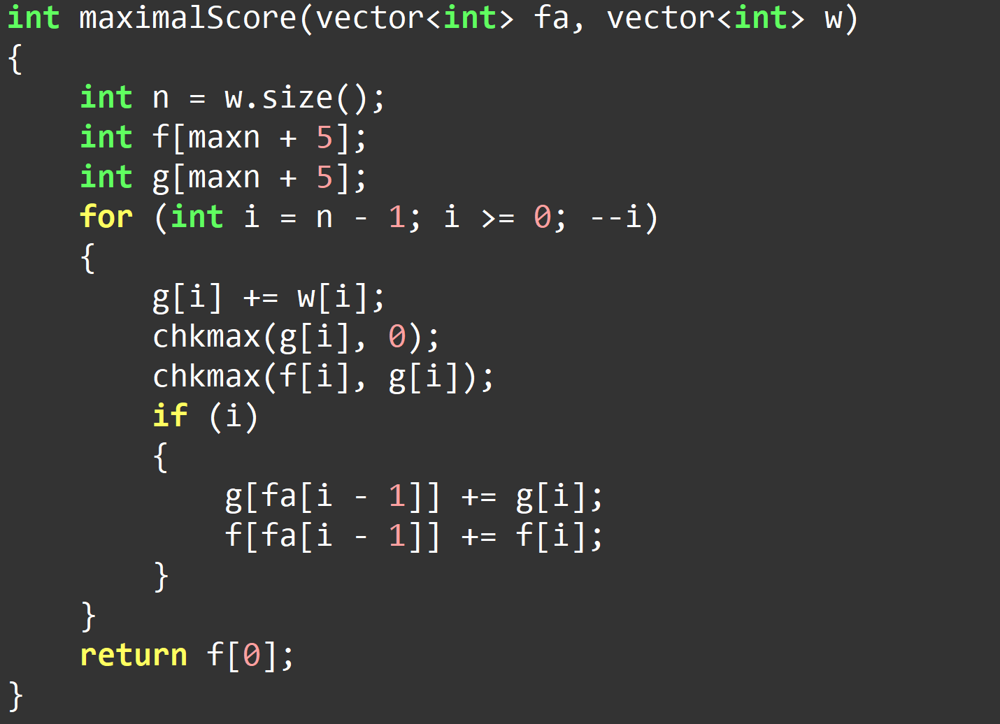 int maximalScore(vector<int> fa, vector<int> w)
{
    int n = w.size();
    int f[maxn + 5];
    int g[maxn + 5];
    for (int i = n - 1; i >= 0; --i)
    {
        g[i] += w[i];
        chkmax(g[i], 0);
        chkmax(f[i], g[i]);
        if (i)
        {
            g[fa[i - 1]] += g[i];
            f[fa[i - 1]] += f[i];
        }
    }
    return f[0];
}